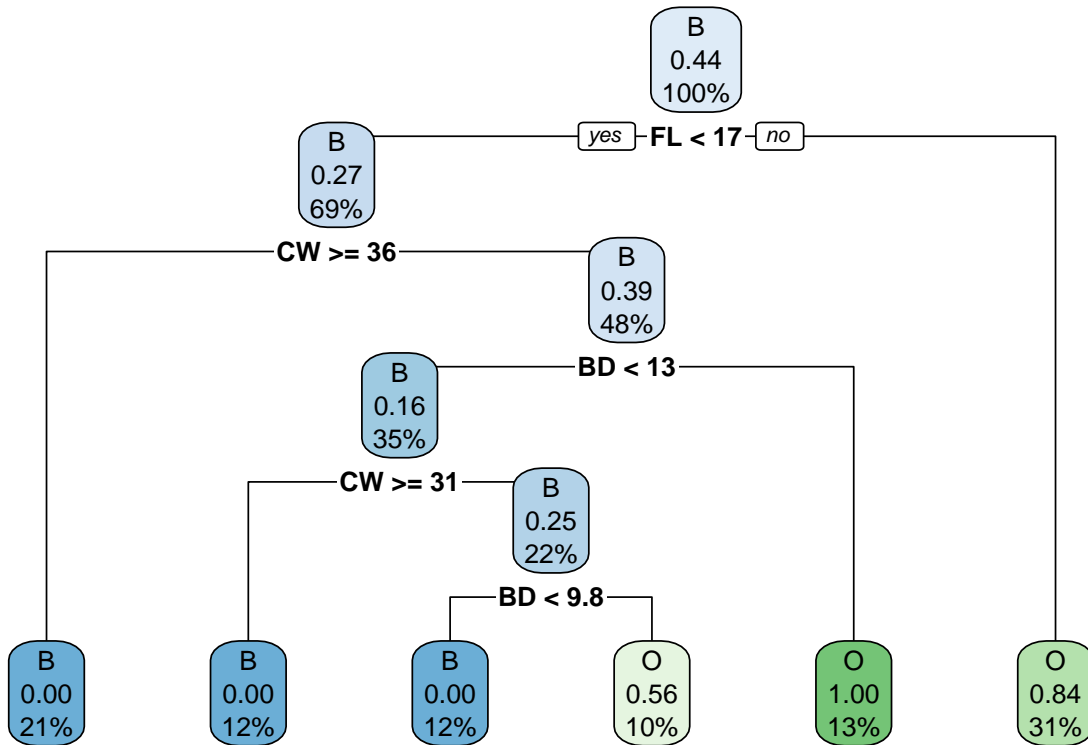 B
0.44
100%
yes FL < 17 no
B
0.27
69%
CW >= 36
B
0.39
48%
BD < 13
B
0.16
35%
CW >= 31
B
0.25
22%
BD < 9.8
B
0.00
21%
B
0.00
12%
B
0.00
12%
O
0.56
10%
O
1.00
13%
O
0.84
31%